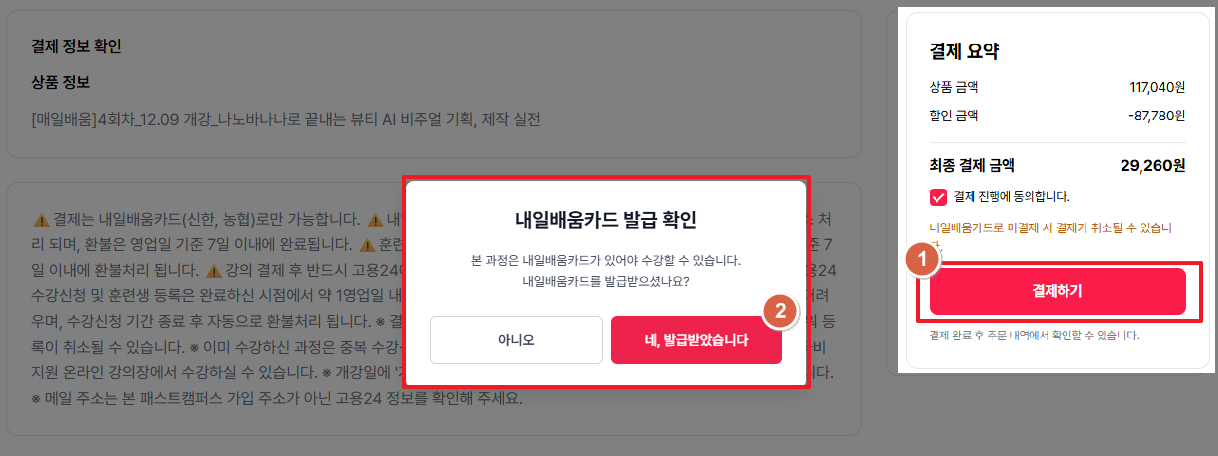 결제 정보 확인
상품 정보
[매일배움]4회차_12.09 개강_나노바나나로 끝내는 뷰티 AI 비주얼 기획, 제작 실전
⚠️ 결제는 내일배움카드(신한, 농협)로만 가능합니다. ⚠️ 처
리 되며, 환불은 영업일 기준 7일 이내에 완료됩니다. ⚠️ 7
일 이내에 환불처리 됩니다. ⚠️ 강의 결제 후 반드시
수강신청 및 훈련생 등록은 완료하신 시점에서 약 1영업일
우며, 수강신청 기간 종료 후 자동으로 환불처리 됩니다. ※ 등
록이 취소될 수 있습니다. ※ 이미 수강하신 과정은 중복
지원 온라인 강의장에서 수강하실 수 있습니다. ※ 개강일에
※ 메일 주소는 본 패스트캠퍼스 가입 주소가 아닌 고용24 정보를 확인해 주세요.
내일배움카드 발급 확인
본 과정은 내일배움카드가 있어야 수강할 수 있습니다.
내일배움카드를 발급받으셨나요?
2
아니오
네, 발급받았습니다
결제 요약
상품 금액 117,040원
할인 금액 -87,780원
최종 결제 금액 29,260원
결제 진행에 동의합니다.
내일배움카드로 미결제 시 결제가 취소될 수 있습니
다.
1
결제하기
결제 완료 후 주문 내역에서 확인할 수 있습니다.